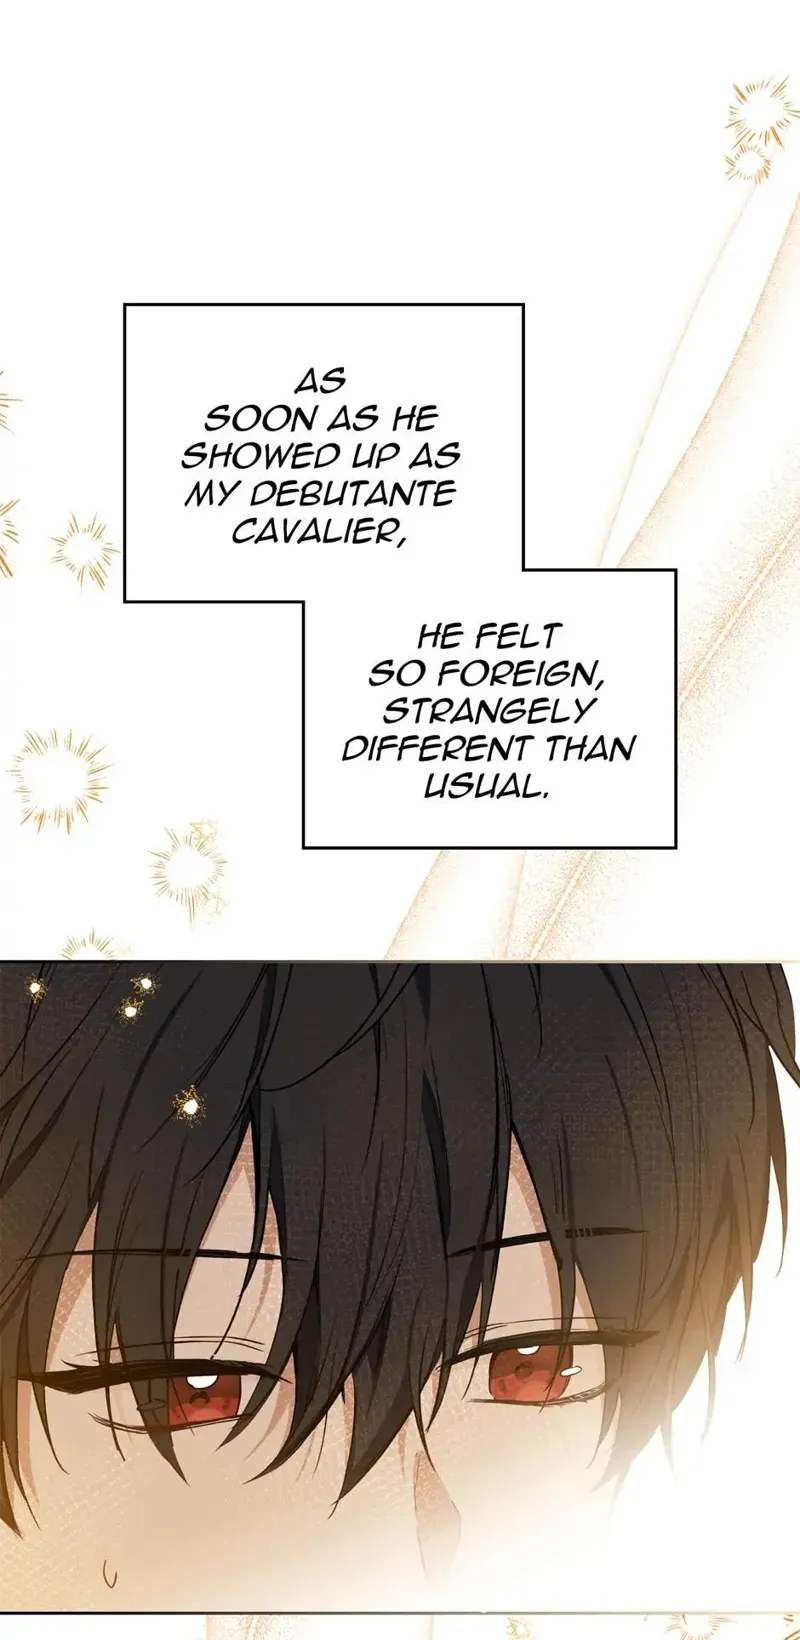 AS
SOON AS HE
SHOWED UP AS
MY DEBUTANTE
CAVALIER,
HE FELT
SO FOREIGN,
STRANGELY
DIFFERENT THAN
USUAL.